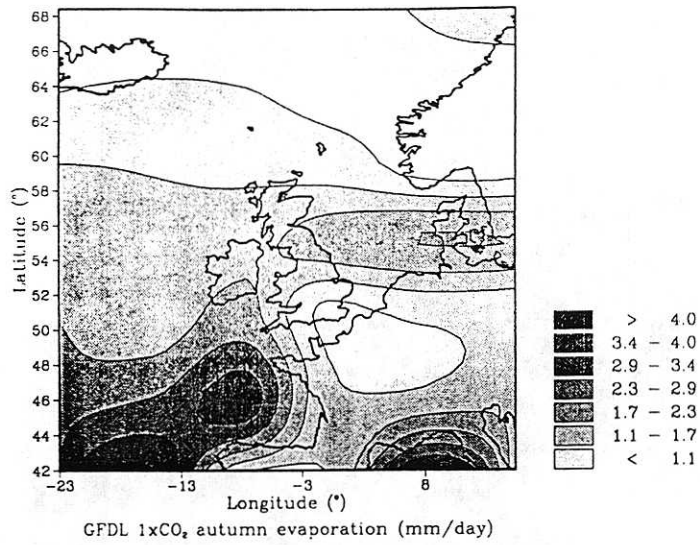 68
66
64
62
60
58
56
54
52
50
48
46
44
42
Latitude (°)
-23
-13
-3
8
Longitude (°)
GFDL 1xCO₂ autumn evaporation (mm/day)
> 4.0
3.4 - 4.0
2.9 - 3.4
2.3 - 2.9
1.7 - 2.3
1.1 - 1.7
< 1.1